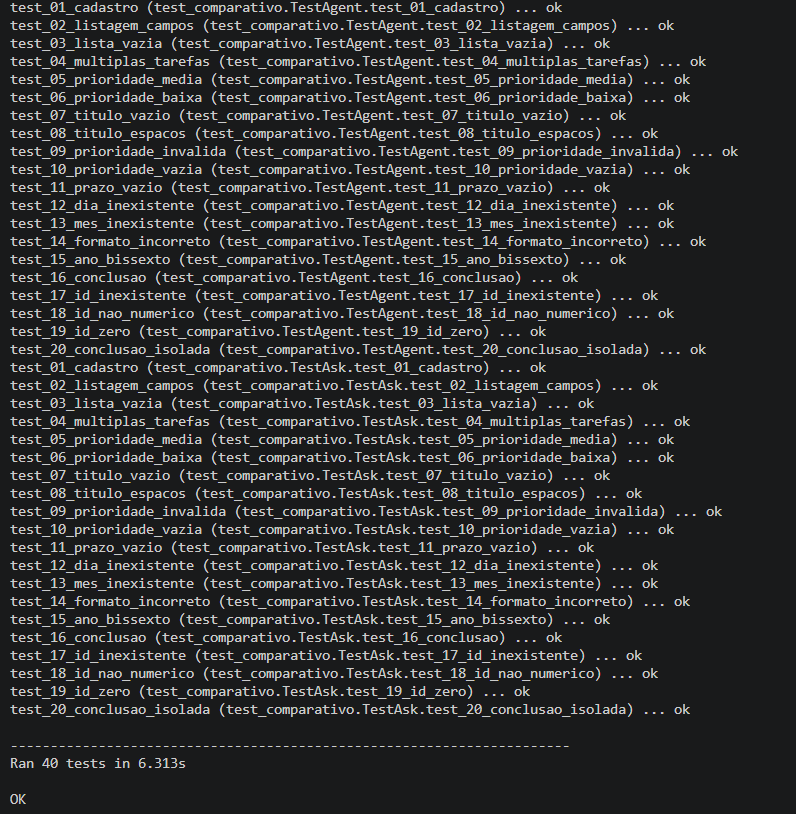 test_01_cadastro (test_comparativo.TestAgent.test_01_cadastro) ... ok
test_02_listagem_campos (test_comparativo.TestAgent.test_02_listagem_campos) ... ok
test_03_lista_vazia (test_comparativo.TestAgent.test_03_lista_vazia) ... ok
test_04_multiplas_tarefas (test_comparativo.TestAgent.test_04_multiplas_tarefas) ... ok
test_05_prioridade_media (test_comparativo.TestAgent.test_05_prioridade_media) ... ok
test_06_prioridade_baixa (test_comparativo.TestAgent.test_06_prioridade_baixa) ... ok
test_07_titulo_vazio (test_comparativo.TestAgent.test_07_titulo_vazio) ... ok
test_08_titulo_espacos (test_comparativo.TestAgent.test_08_titulo_espacos) ... ok
test_09_prioridade_invalida (test_comparativo.TestAgent.test_09_prioridade_invalida) ... ok
test_10_prioridade_vazia (test_comparativo.TestAgent.test_10_prioridade_vazia) ... ok
test_11_prazo_vazio (test_comparativo.TestAgent.test_11_prazo_vazio) ... ok
test_12_dia_inexistente (test_comparativo.TestAgent.test_12_dia_inexistente) ... ok
test_13_mes_inexistente (test_comparativo.TestAgent.test_13_mes_inexistente) ... ok
test_14_formato_incorreto (test_comparativo.TestAgent.test_14_formato_incorreto) ... ok
test_15_ano_bissexto (test_comparativo.TestAgent.test_15_ano_bissexto) ... ok
test_16_conclusao (test_comparativo.TestAgent.test_16_conclusao) ... ok
test_17_id_inexistente (test_comparativo.TestAgent.test_17_id_inexistente) ... ok
test_18_id_nao_numerico (test_comparativo.TestAgent.test_18_id_nao_numerico) ... ok
test_19_id_zero (test_comparativo.TestAgent.test_19_id_zero) ... ok
test_20_conclusao_isolada (test_comparativo.TestAgent.test_20_conclusao_isolada) ... ok
test_01_cadastro (test_comparativo.TestAsk.test_01_cadastro) ... ok
test_02_listagem_campos (test_comparativo.TestAsk.test_02_listagem_campos) ... ok
test_03_lista_vazia (test_comparativo.TestAsk.test_03_lista_vazia) ... ok
test_04_multiplas_tarefas (test_comparativo.TestAsk.test_04_multiplas_tarefas) ... ok
test_05_prioridade_media (test_comparativo.TestAsk.test_05_prioridade_media) ... ok
test_06_prioridade_baixa (test_comparativo.TestAsk.test_06_prioridade_baixa) ... ok
test_07_titulo_vazio (test_comparativo.TestAsk.test_07_titulo_vazio) ... ok
test_08_titulo_espacos (test_comparativo.TestAsk.test_08_titulo_espacos) ... ok
test_09_prioridade_invalida (test_comparativo.TestAsk.test_09_prioridade_invalida) ... ok
test_10_prioridade_vazia (test_comparativo.TestAsk.test_10_prioridade_vazia) ... ok
test_11_prazo_vazio (test_comparativo.TestAsk.test_11_prazo_vazio) ... ok
test_12_dia_inexistente (test_comparativo.TestAsk.test_12_dia_inexistente) ... ok
test_13_mes_inexistente (test_comparativo.TestAsk.test_13_mes_inexistente) ... ok
test_14_formato_incorreto (test_comparativo.TestAsk.test_14_formato_incorreto) ... ok
test_15_ano_bissexto (test_comparativo.TestAsk.test_15_ano_bissexto) ... ok
test_16_conclusao (test_comparativo.TestAsk.test_16_conclusao) ... ok
test_17_id_inexistente (test_comparativo.TestAsk.test_17_id_inexistente) ... ok
test_18_id_nao_numerico (test_comparativo.TestAsk.test_18_id_nao_numerico) ... ok
test_19_id_zero (test_comparativo.TestAsk.test_19_id_zero) ... ok
test_20_conclusao_isolada (test_comparativo.TestAsk.test_20_conclusao_isolada) ... ok
----------------------------------------------------------------------
Ran 40 tests in 6.313s
OK